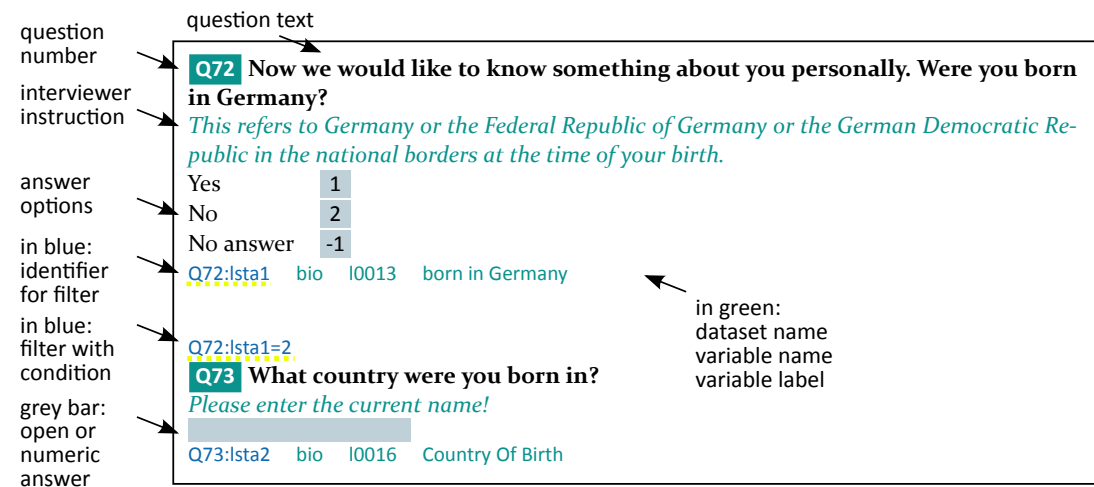 question text
question
number
Q72 Now we would like to know something about you personally. Were you born
in Germany?
interviewer
instruction
This refers to Germany or the Federal Republic of Germany or the German Democratic Re-
public in the national borders at the time of your birth.
answer
options
Yes 1
No 2
No answer -1
in blue:
identifier
for filter
Q72:lsta1 bio l0013 born in Germany
in green:
dataset name
variable name
variable label
in blue:
filter with
condition
Q72:lsta1=2
Q73 What country were you born in?
Please enter the current name!
grey bar:
open or
numeric
answer
Q73:lsta2 bio l0016 Country Of Birth